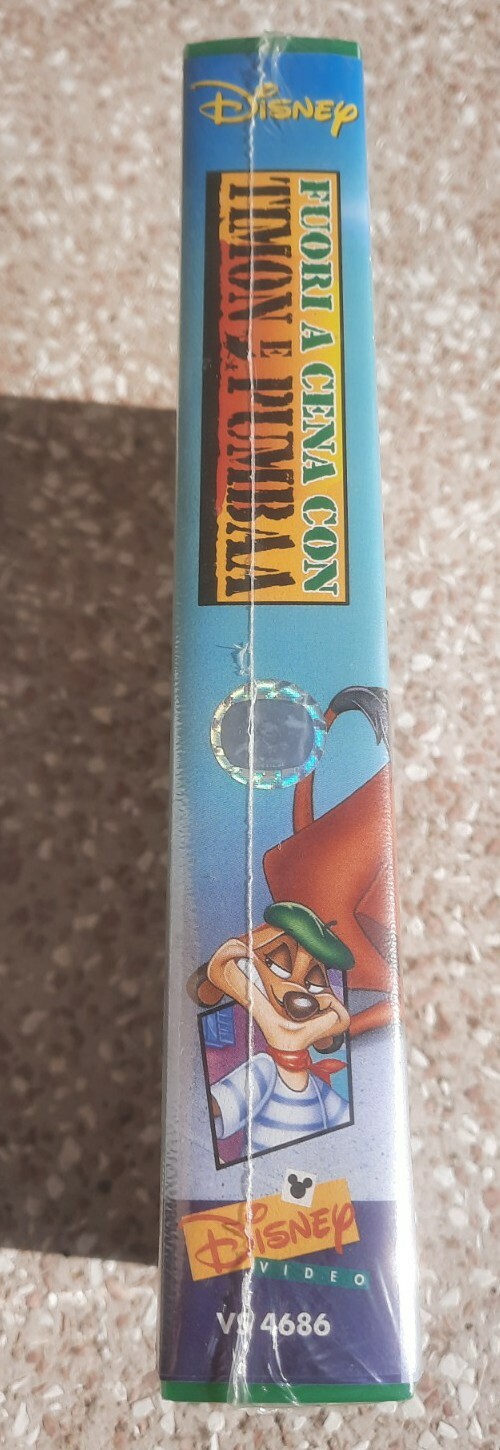 Disney
FUORI A CENA CON
TIMON E PUMBAA
Disney
VIDEO
VS 4686